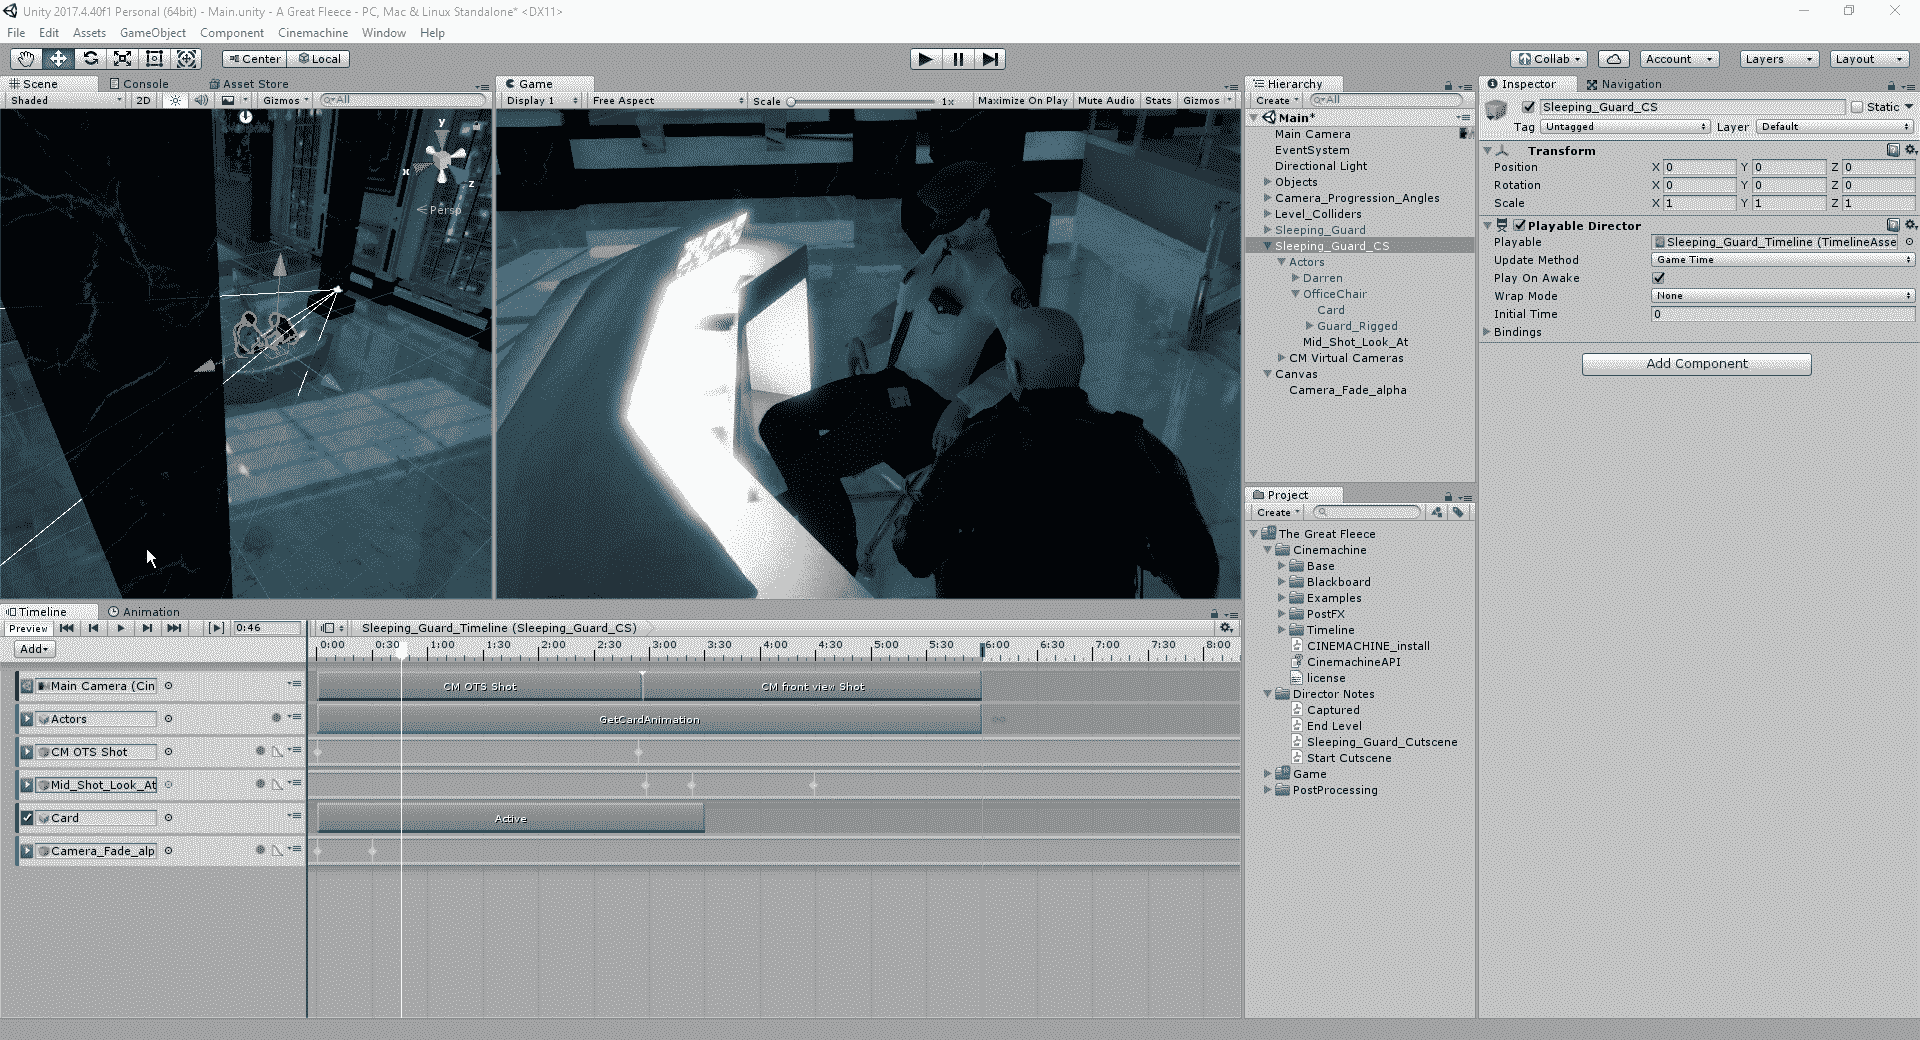 Unity 2017.4.40f1 Personal (64bit) - Main.unity - A Great Fleece - PC, Mac & Linux Standalone* <DX11>
File Edit Assets GameObject Component Cinemachine Window Help
Center Local
Collab Account Layers Layout
Scene Console Asset Store
Shaded 2D Gizmos All
y
x
z
Persp
Game
Display 1 Free Aspect Scale 1x Maximize On Play Mute Audio Stats Gizmos
Hierarchy
Create All
Main*
Main Camera
EventSystem
Directional Light
Objects
Camera_Progression_Angles
Level_Colliders
Sleeping_Guard
Sleeping_Guard_CS
Actors
Darren
OfficeChair
Card
Guard_Rigged
Mid_Shot_Look_At
CM Virtual Cameras
Canvas
Camera_Fade_alpha
Project
Create
The Great Fleece
Cinemachine
Base
Blackboard
Examples
PostFX
Timeline
CINEMACHINE_install
CinemachineAPI
license
Director Notes
Captured
End Level
Sleeping_Guard_Cutscene
Start Cutscene
Game
PostProcessing
Inspector Navigation
Sleeping_Guard_CS Static
Tag Untagged Layer Default
Transform
Position X 0 Y 0 Z 0
Rotation X 0 Y 0 Z 0
Scale X 1 Y 1 Z 1
Playable Director
Playable Sleeping_Guard_Timeline (TimelineAsse
Update Method Game Time
Play On Awake
Wrap Mode None
Initial Time 0
Bindings
Add Component
Timeline Animation
Preview 0:46 Sleeping_Guard_Timeline (Sleeping_Guard_CS)
Add
0:00 0:30 1:00 1:30 2:00 2:30 3:00 3:30 4:00 4:30 5:00 5:30 6:00 6:30 7:00 7:30 8:00
Main Camera (Cin CM OTS Shot CM front view Shot
Actors GetCardAnimation
CM OTS Shot
Mid_Shot_Look_At
Card Active
Camera_Fade_alp